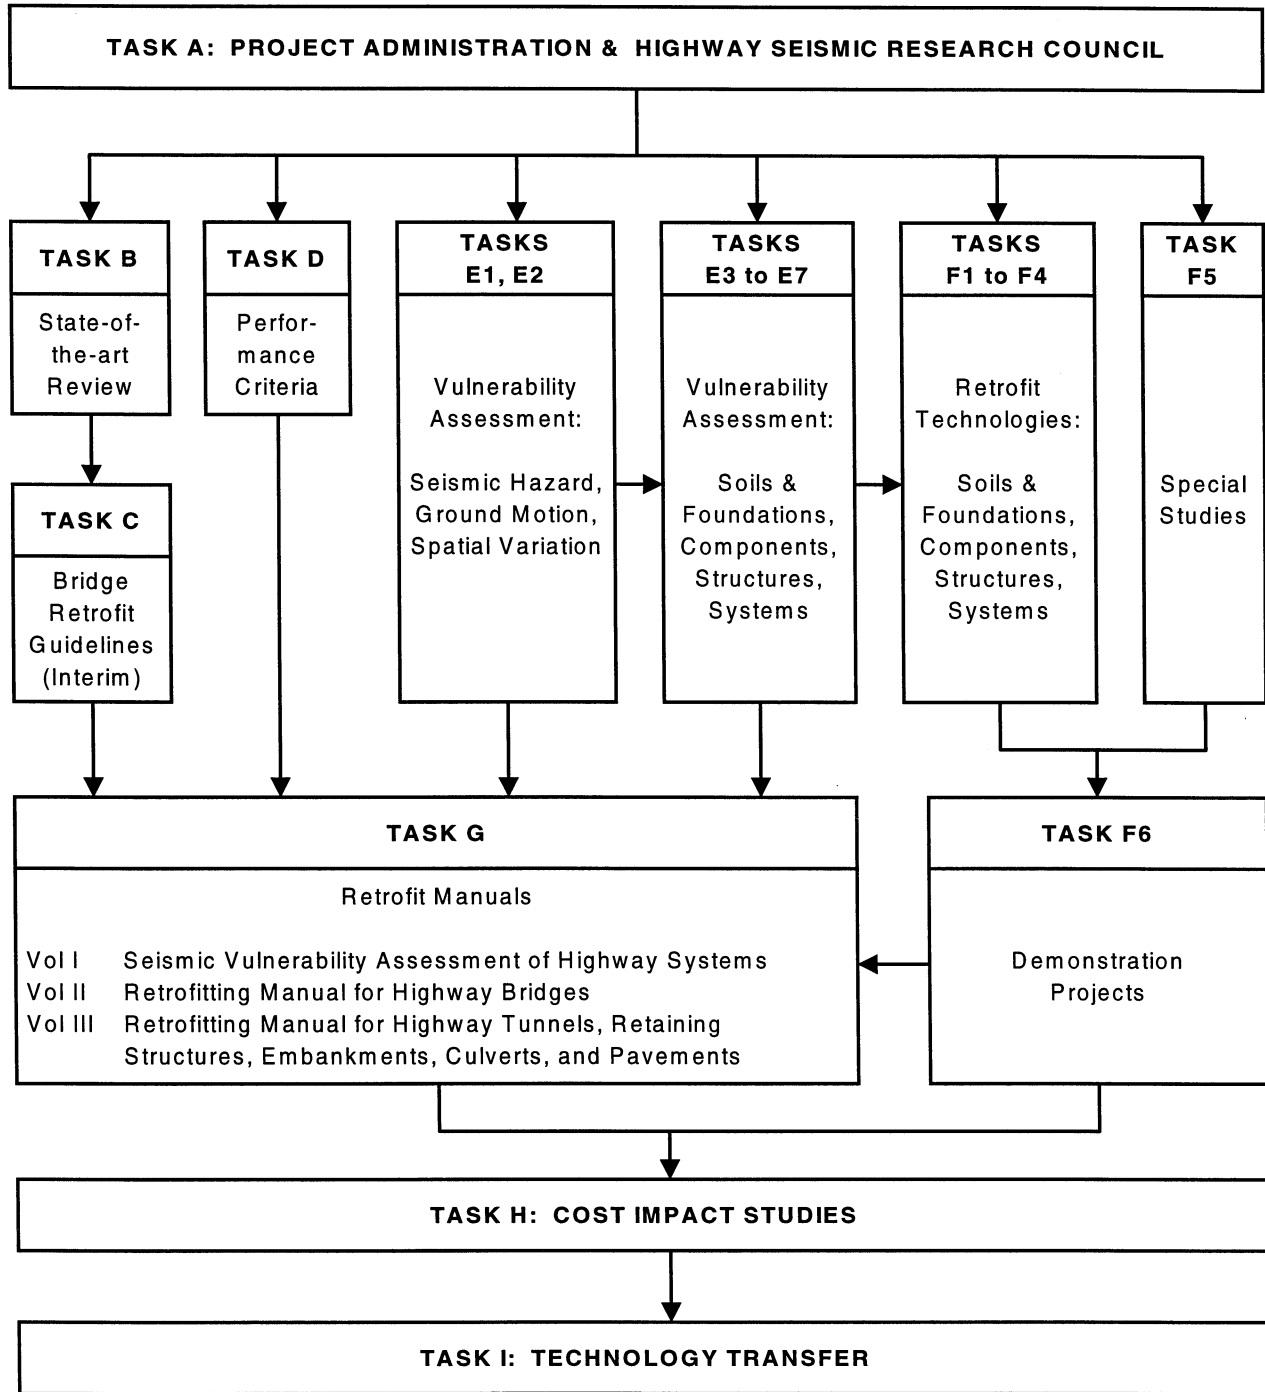 TASK A: PROJECT ADMINISTRATION & HIGHWAY SEISMIC RESEARCH COUNCIL
TASK B
State-of-
the-art
Review
TASK D
Perfor-
mance
Criteria
TASKS
E1, E2
Vulnerability
Assessment:
Seismic Hazard,
Ground Motion,
Spatial Variation
TASKS
E3 to E7
Vulnerability
Assessment:
Soils &
Foundations,
Components,
Structures,
Systems
TASKS
F1 to F4
Retrofit
Technologies:
Soils &
Foundations,
Components,
Structures,
Systems
TASK
F5
Special
Studies
TASK C
Bridge
Retrofit
Guidelines
(Interim)
TASK G
Retrofit Manuals
Vol I Seismic Vulnerability Assessment of Highway Systems
Vol II Retrofitting Manual for Highway Bridges
Vol III Retrofitting Manual for Highway Tunnels, Retaining
Structures, Embankments, Culverts, and Pavements
TASK F6
Demonstration
Projects
TASK H: COST IMPACT STUDIES
TASK I: TECHNOLOGY TRANSFER